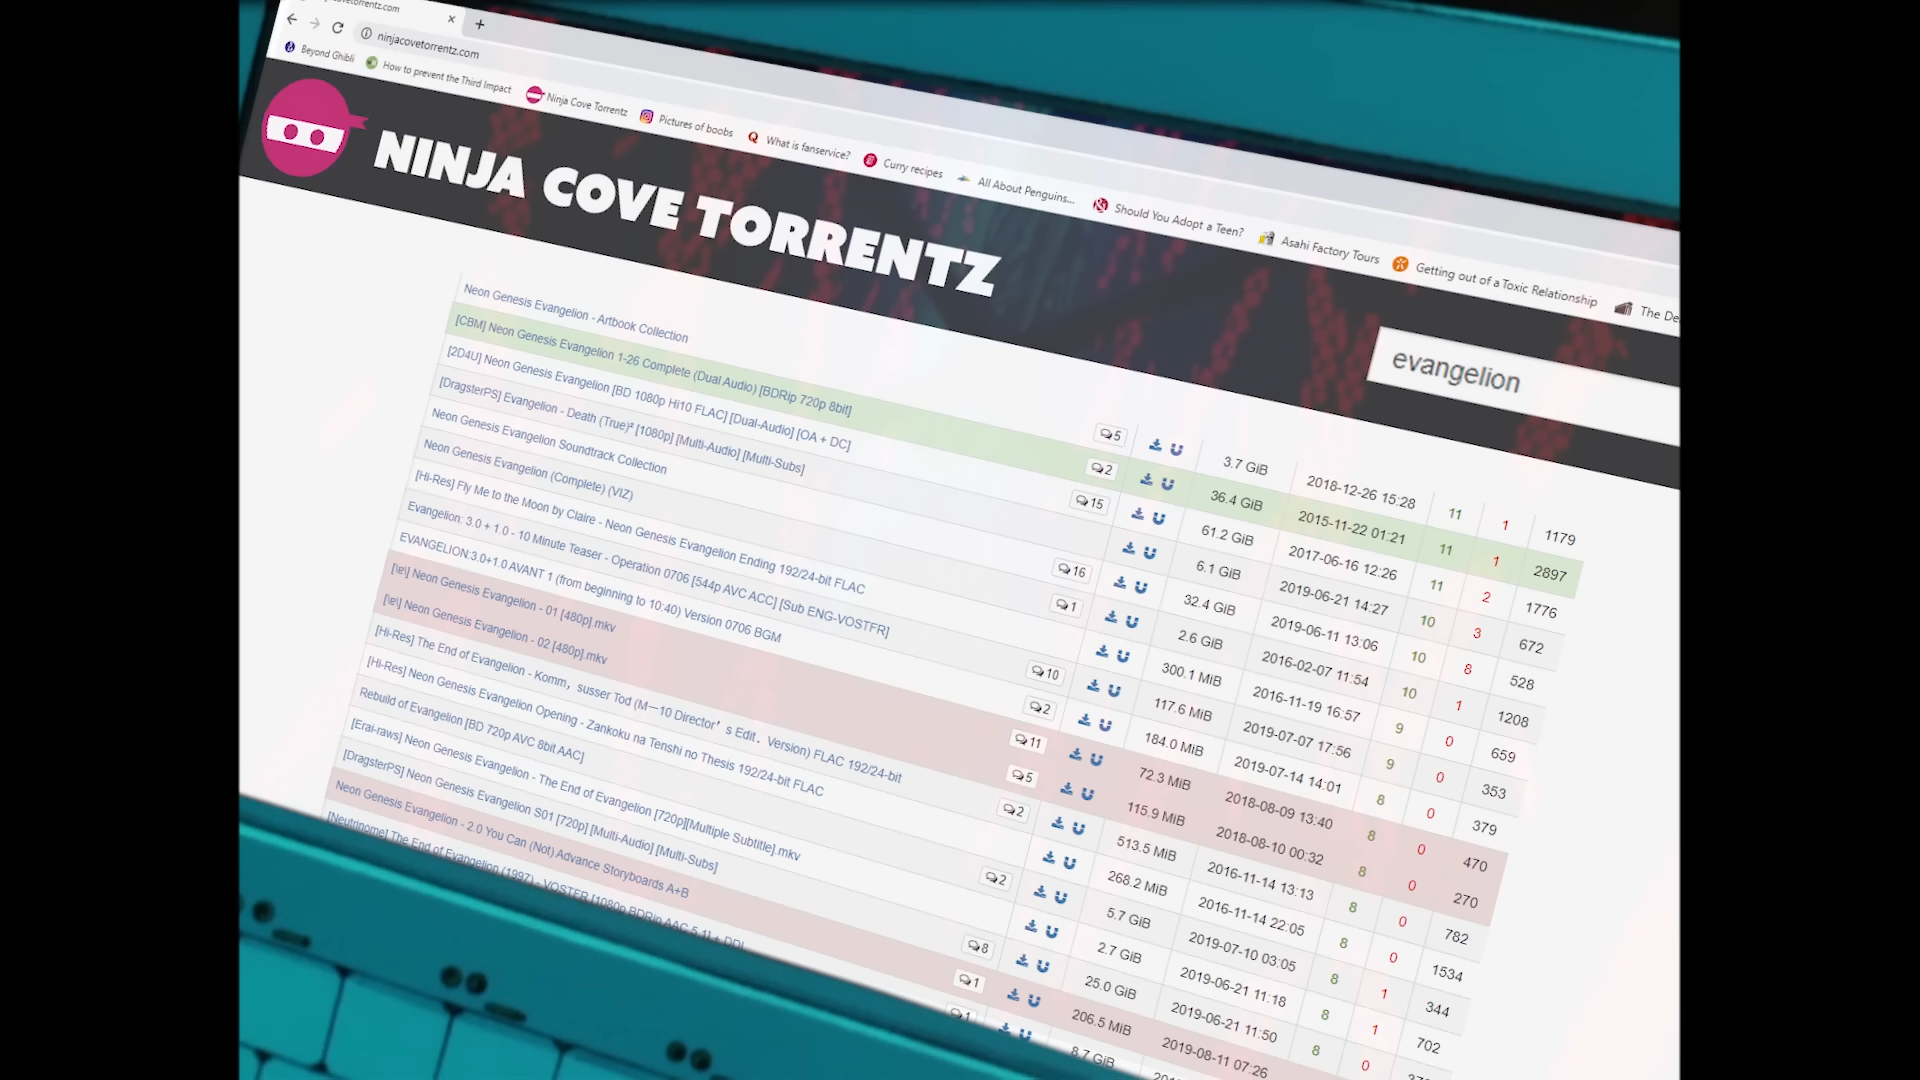 ninjacovetorrentz.com
Beyond Ghibli How to prevent the Third Impact Ninja Cove Torrentz Pictures of boobs What is fanservice? Curry recipes All About Penguins... Should You Adopt a Teen? Asahi Factory Tours Getting out of a Toxic Relationship The
NINJA COVE TORRENTZ
evangelion
Neon Genesis Evangelion - Artbook Collection 5 3.7 GiB 2018-12-26 15:28 11 1 1179
[CBM] Neon Genesis Evangelion 1-26 Complete (Dual Audio) [BDRip 720p 8bit] 2 36.4 GiB 2015-11-22 01:21 11 1 2897
[2D4U] Neon Genesis Evangelion [BD 1080p Hi10 FLAC] [Dual-Audio] [OA + DC] 15 61.2 GiB 2017-06-16 12:26 11 2 1776
[DragsterPS] Evangelion - Death (True)² [1080p] [Multi-Audio] [Multi-Subs] 6.1 GiB 2019-06-21 14:27 10 3 672
Neon Genesis Evangelion Soundtrack Collection 16 32.4 GiB 2019-06-11 13:06 10 8 528
Neon Genesis Evangelion (Complete) (VIZ) 1 2.6 GiB 2016-02-07 11:54 10 1 1208
[Hi-Res] Fly Me to the Moon by Claire - Neon Genesis Evangelion Ending 192/24-bit FLAC 300.1 MiB 2016-11-19 16:57 9 0 659
Evangelion: 3.0 + 1.0 - 10 Minute Teaser - Operation 0706 [544p AVC ACC] [Sub ENG-VOSTFR] 10 117.6 MiB 2019-07-07 17:56 9 0 353
EVANGELION:3.0+1.0 AVANT 1 (from beginning to 10:40) Version 0706 BGM 2 184.0 MiB 2019-07-14 14:01 8 0 379
Neon Genesis Evangelion - 01 [480p].mkv 11 72.3 MiB 2018-08-09 13:40 8 0 470
Neon Genesis Evangelion - 02 [480p].mkv 5 115.9 MiB 2018-08-10 00:32 8 0 270
[Hi-Res] The End of Evangelion - Komm, susser Tod (M—10 Director's Edit. Version) FLAC 192/24-bit 2 513.5 MiB 2016-11-14 13:13 8 0 782
[Hi-Res] Neon Genesis Evangelion Opening - Zankoku na Tenshi no Thesis 192/24-bit FLAC 268.2 MiB 2016-11-14 22:05 8 0 1534
Rebuild of Evangelion [BD 720p AVC 8bit AAC] 2 5.7 GiB 2019-07-10 03:05 8 1 344
[Erai-raws] Neon Genesis Evangelion - The End of Evangelion [720p][Multiple Subtitle].mkv 2.7 GiB 2019-06-21 11:18 8 1 702
[DragsterPS] Neon Genesis Evangelion S01 [720p] [Multi-Audio] [Multi-Subs] 8 25.0 GiB 2019-06-21 11:50 8 0
Neon Genesis Evangelion - 2.0 You Can (Not) Advance Storyboards A+B 1 206.5 MiB 2019-08-11 07:26
[Neutrinome] The End of Evangelion (1997) - VOSTER [1080p BDRip AAC 5.1] + DDL 1 8.7 GiB